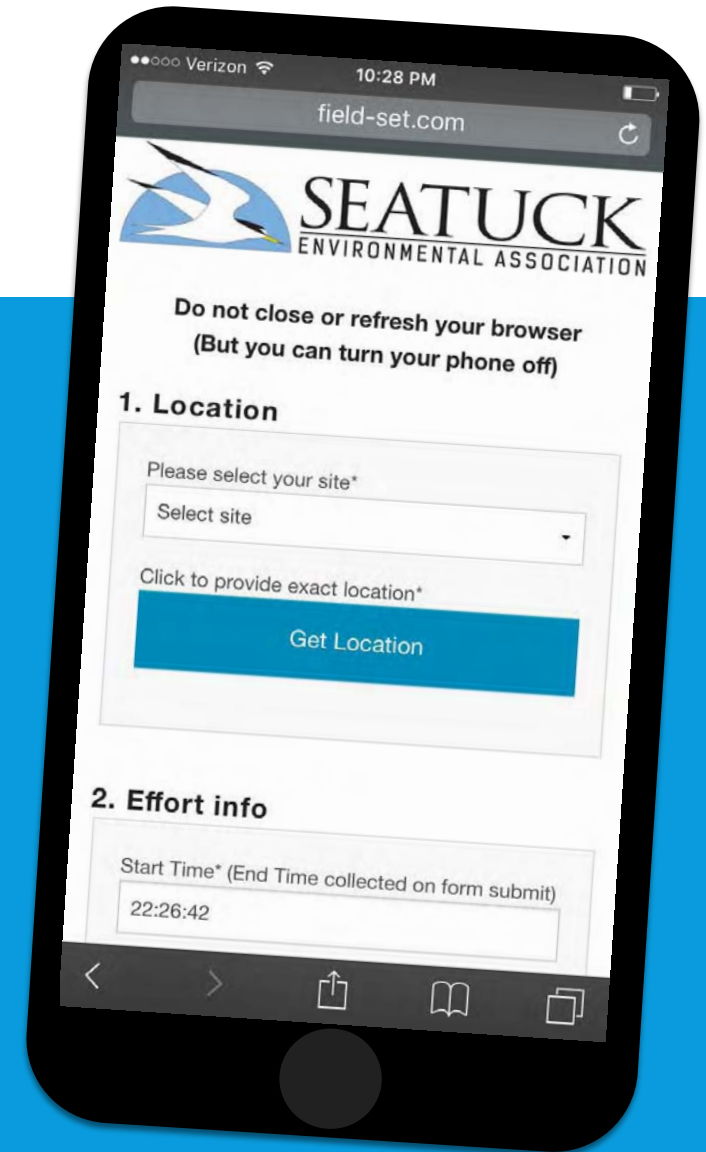 Verizon
10:28 PM
field-set.com
SEATUCK
ENVIRONMENTAL ASSOCIATION
Do not close or refresh your browser
(But you can turn your phone off)
1. Location
Please select your site*
Select site
Click to provide exact location*
Get Location
2. Effort info
Start Time* (End Time collected on form submit)
22:26:42